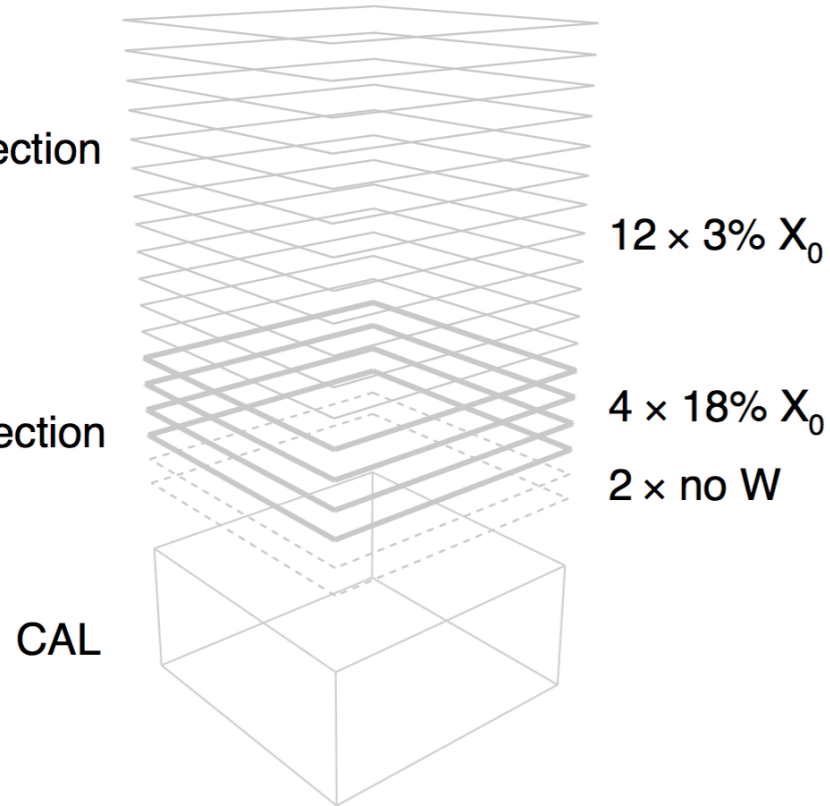 ection
12 × 3% X₀
ection
4 × 18% X₀
2 × no W
CAL